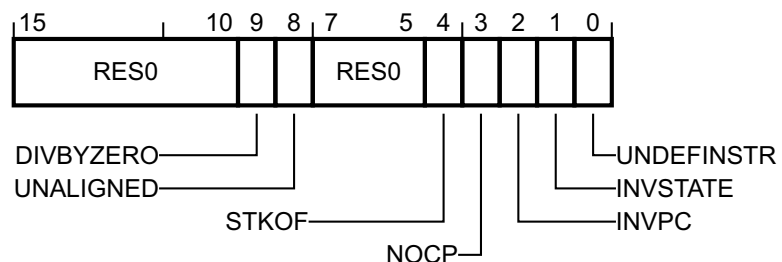 15 10 9 8 7 5 4 3 2 1 0
RES0 RES0
DIVBYZERO UNDEFINSTR
UNALIGNED INVSTATE
STKOF INVPC
NOCP